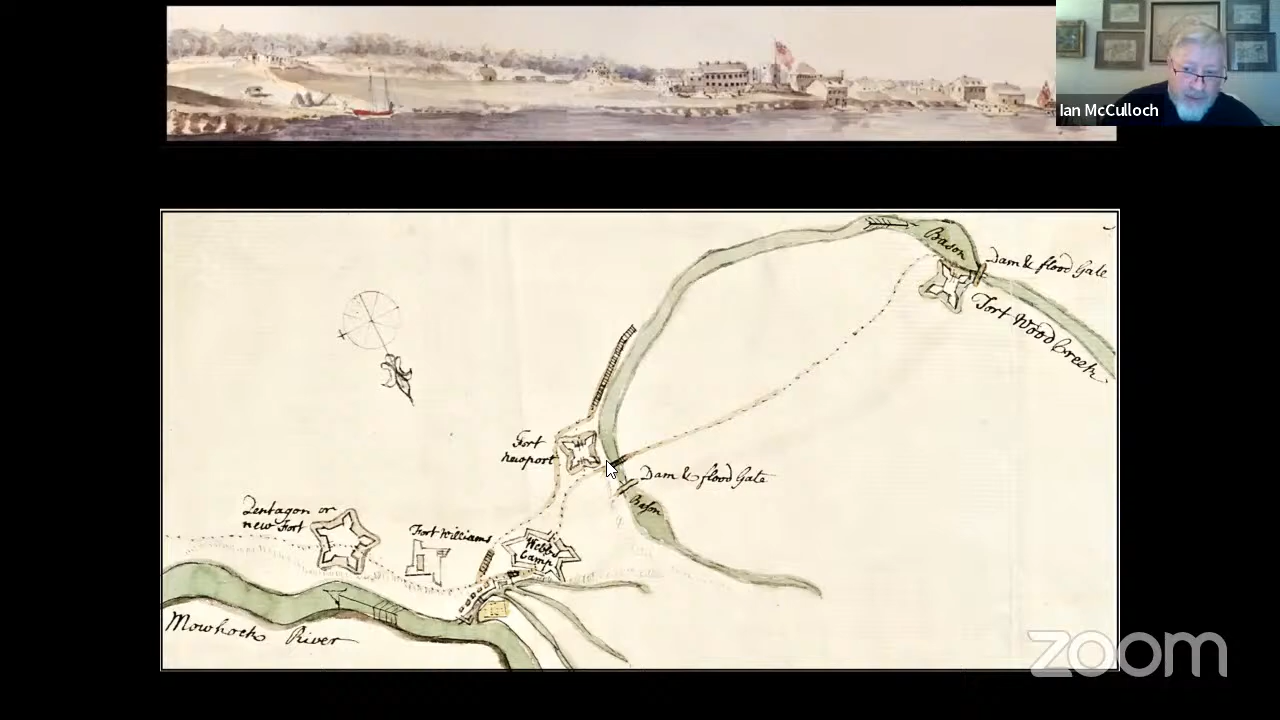 Ian McCulloch
Bason
Dam & flood Gate
Fort Wood Creek
Fort
newport
Dam & flood Gate
Bason
Pentagon or
new Fort
Fort Williams
Webbs
Camp
Mowhock River
zoom